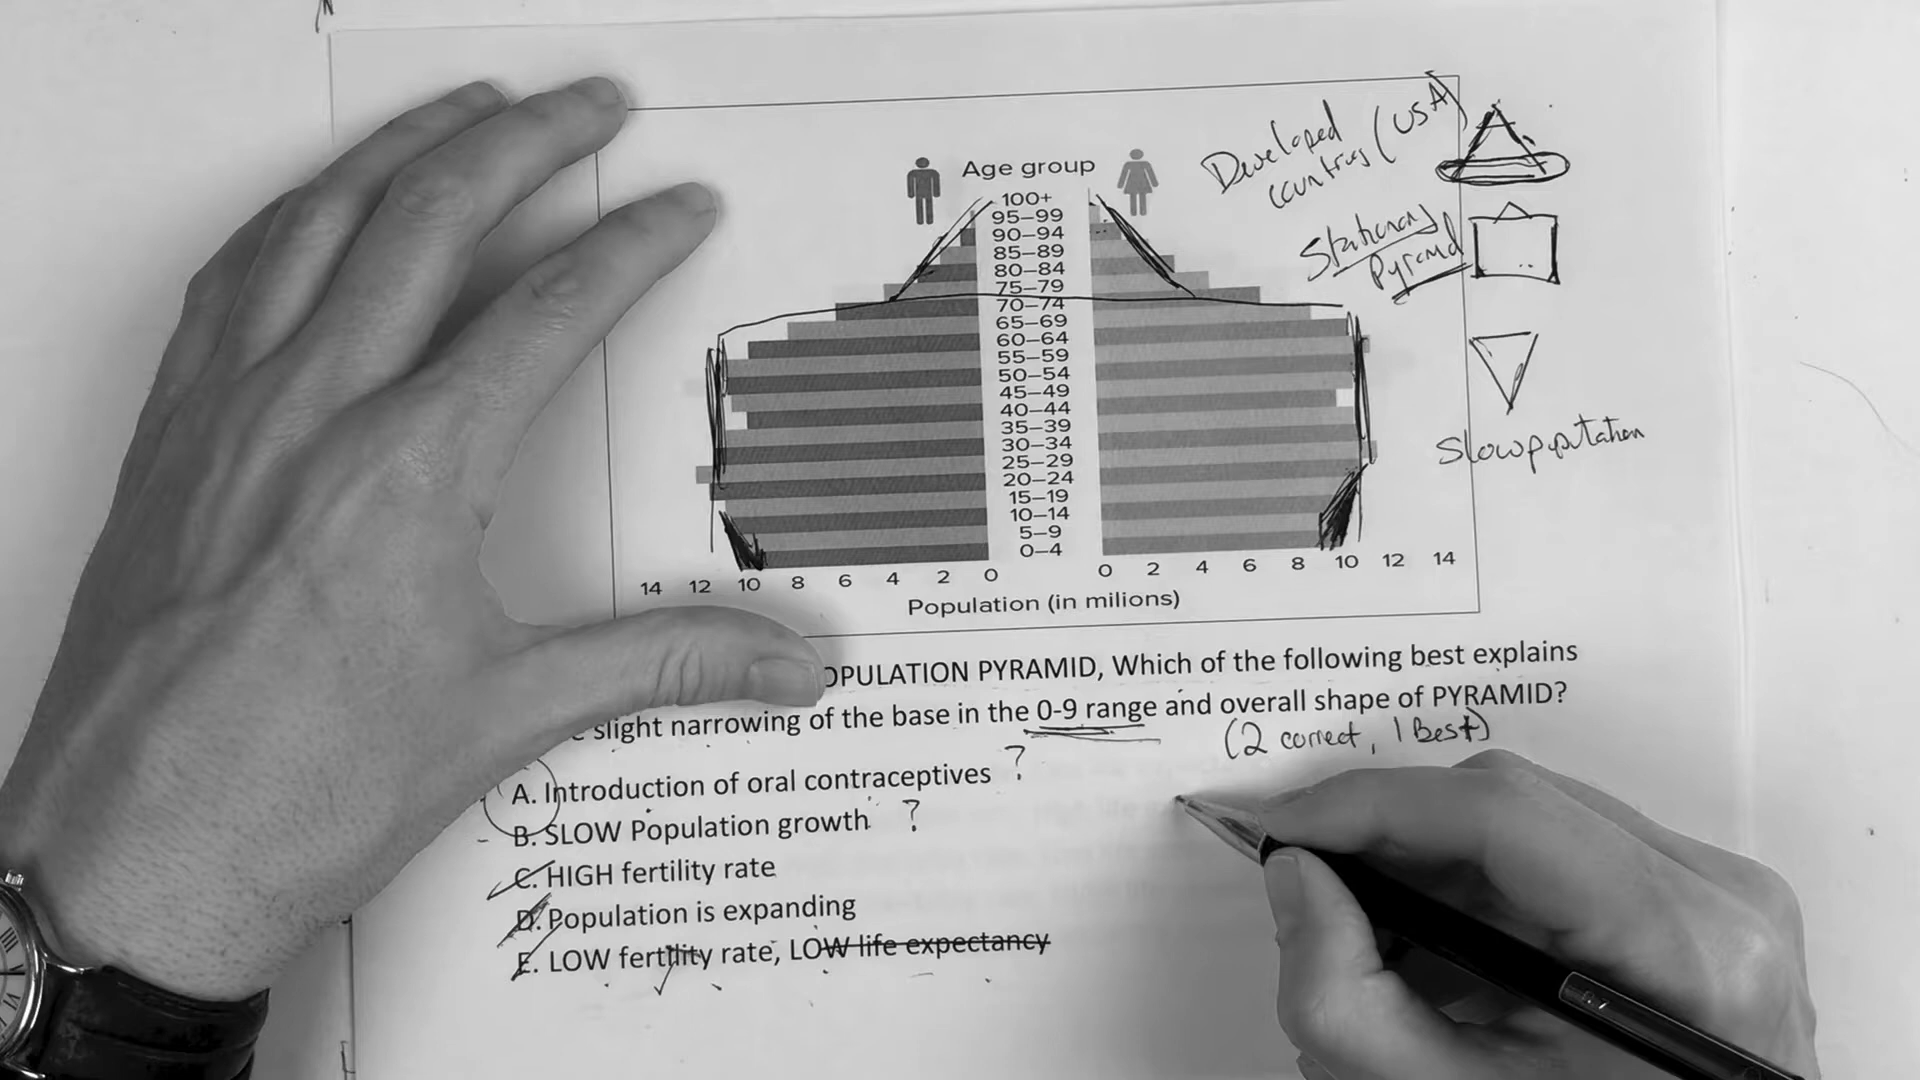 Developed
countries (USA)
Age group
100+
95–99
90–94
85–89
80–84
75–79
70–74
65–69
60–64
55–59
50–54
45–49
40–44
35–39
30–34
25–29
20–24
15–19
10–14
5–9
0–4
14 12 10 8 6 4 2 0 0 2 4 6 8 10 12 14
Population (in milions)
Stationary
Pyramid
Slow population
OPULATION PYRAMID, Which of the following best explains
slight narrowing of the base in the 0-9 range and overall shape of PYRAMID?
(2 correct, 1 Best)
A. Introduction of oral contraceptives ?
B. SLOW Population growth ?
C. HIGH fertility rate
D. Population is expanding
E. LOW fertility rate, LOW life expectancy